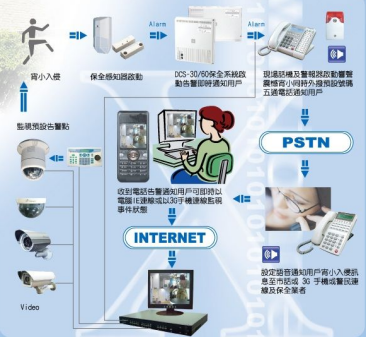 Alarm
Alarm
宵小入侵
保全感知器啟動
DCS-30/60保全系統啟
動告警即時通知用戶
現場話機及警報器啟動響聲
震撼宵小同時外撥預設號碼
五通電話通知用戶
監視預設告警點
PSTN
收到電話告警通知用戶可即時以
電腦IE連線或以3G手機連線監視
事件狀態
INTERNET
設定語音通知用戶宵小入侵訊
息至市話或 3G 手機或警民連
線及保全業者
Video